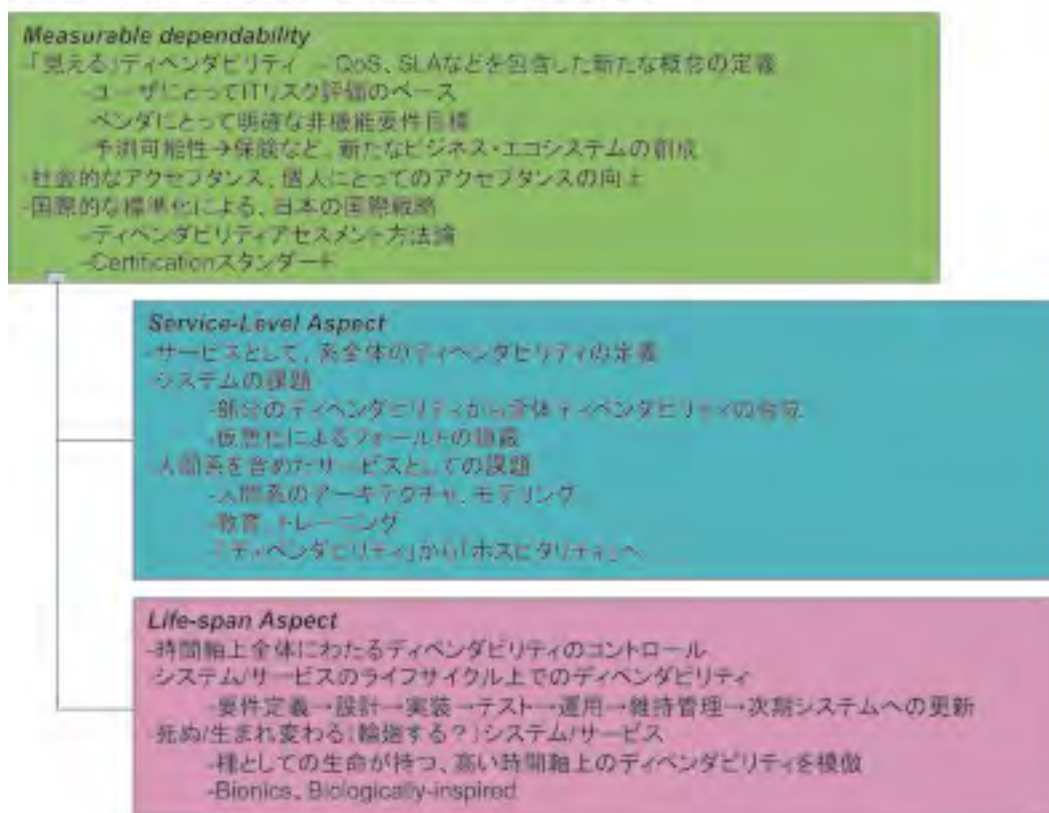 Measurable dependability
-「見える」ディペンダビリティ - QoS、SLAなどを包含した新たな概念の定義
-ユーザにとってITリスク評価のベース
-ベンダにとって明確な非機能要件目標
-予測可能性→保険など、新たなビジネス・エコシステムの創成
-社会的なアクセプタンス、個人にとってのアクセプタンスの向上
-国際的な標準化による、日本の国際戦略
-ディペンダビリティアセスメント方法論
-Certificationスタンダード
Service-Level Aspect
-サービスとして、系全体のディペンダビリティの定義
-システムの課題
-部分のディペンダビリティから全体ディペンダビリティの合成
-仮想化によるフォールトの隠蔽
-人間系を含めたサービスとしての課題
-人間系のアーキテクチャ、モデリング
-教育、トレーニング
-「ディペンダビリティ」から「ホスピタリティ」へ
Life-span Aspect
-時間軸上全体にわたるディペンダビリティのコントロール
-システム/サービスのライフサイクル上でのディペンダビリティ
-要件定義→設計→実装→テスト→運用→維持管理→次期システムへの更新
-死ぬ/生まれ変わる(輪廻する?)システム/サービス
-種としての生命が持つ、高い時間軸上のディペンダビリティを模倣
-Bionics、Biologically-inspired